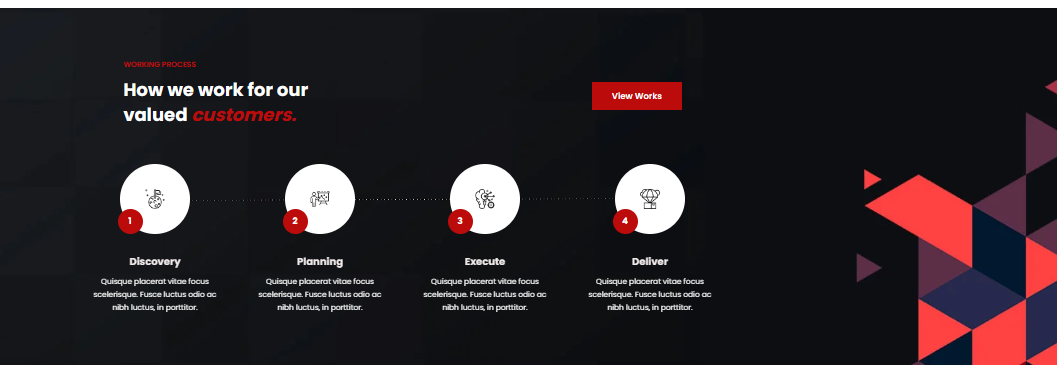 WORKING PROCESS
How we work for our
valued customers.
View Works
1
2
3
4
Discovery
Quisque placerat vitae focus
scelerisque. Fusce luctus odio ac
nibh luctus, in porttitor.
Planning
Quisque placerat vitae focus
scelerisque. Fusce luctus odio ac
nibh luctus, in porttitor.
Execute
Quisque placerat vitae focus
scelerisque. Fusce luctus odio ac
nibh luctus, in porttitor.
Deliver
Quisque placerat vitae focus
scelerisque. Fusce luctus odio ac
nibh luctus, in porttitor.